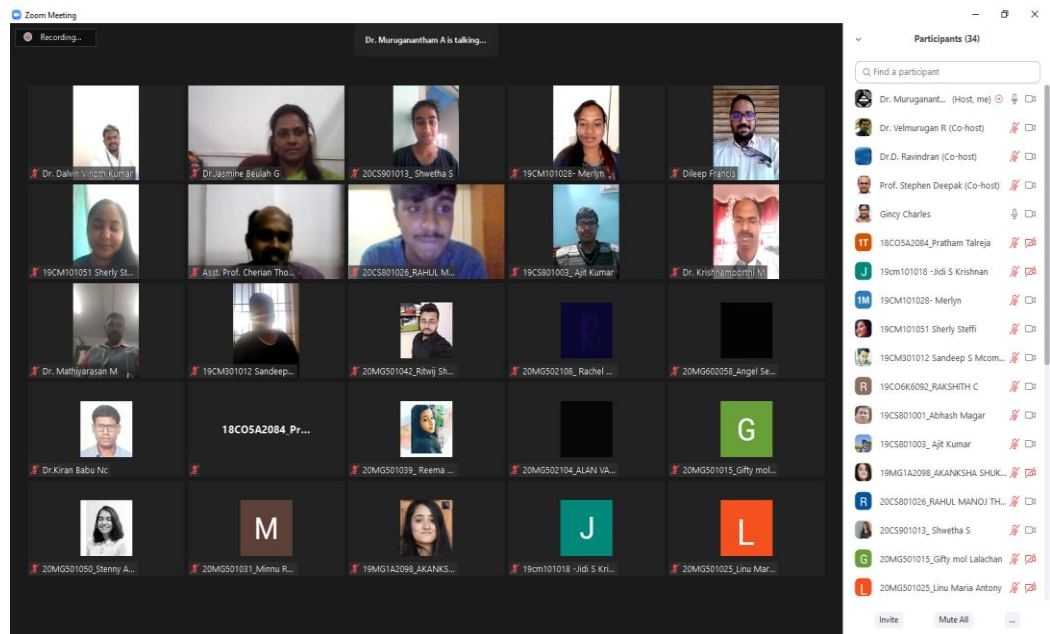 Zoom Meeting
Recording...
Dr. Muruganantham A is talking...
Dr. Dalvin Vinoth Kumar
Dr.Jasmine Beulah G
20CS901013_ Shwetha S
19CM101028- Merlyn
Dileep Francis
19CM101051 Sherly St...
Asst. Prof. Cherian Tho...
20CS801026_RAHUL M...
19CS801003_ Ajit Kumar
Dr. Krishnamoorthi M
Dr. Mathiyarasan M
19CM301012 Sandeep...
20MG501042_Ritwij Sh...
R
20MG502108_ Rachel ...
20MG602058_Angel Se...
Dr.Kiran Babu Nc
18CO5A2084_Pr...
20MG501039_ Reema ...
20MG502104_ALAN VA...
G
20MG501015_Gifty mol...
20MG501050_Stenny A...
M
20MG501031_Minnu R...
19MG1A2098_AKANKS...
J
19cm101018 -Jidi S Kri...
L
20MG501025_Linu Mar...
Participants (34)
Find a participant
Dr. Muruganant... (Host, me)
Dr. Velmurugan R (Co-host)
Dr.D. Ravindran (Co-host)
Prof. Stephen Deepak (Co-host)
Gincy Charles
1T 18CO5A2084_Pratham Talreja
J 19cm101018 -Jidi S Krishnan
1M 19CM101028- Merlyn
19CM101051 Sherly Steffi
19CM301012 Sandeep S Mcom...
R 19CO6K6092_RAKSHITH C
19CS801001_Abhash Magar
19CS801003_ Ajit Kumar
19MG1A2098_AKANKSHA SHUK...
R 20CS801026_RAHUL MANOJ TH...
20CS901013_ Shwetha S
G 20MG501015_Gifty mol Lalachan
L 20MG501025_Linu Maria Antony
Invite Mute All ...